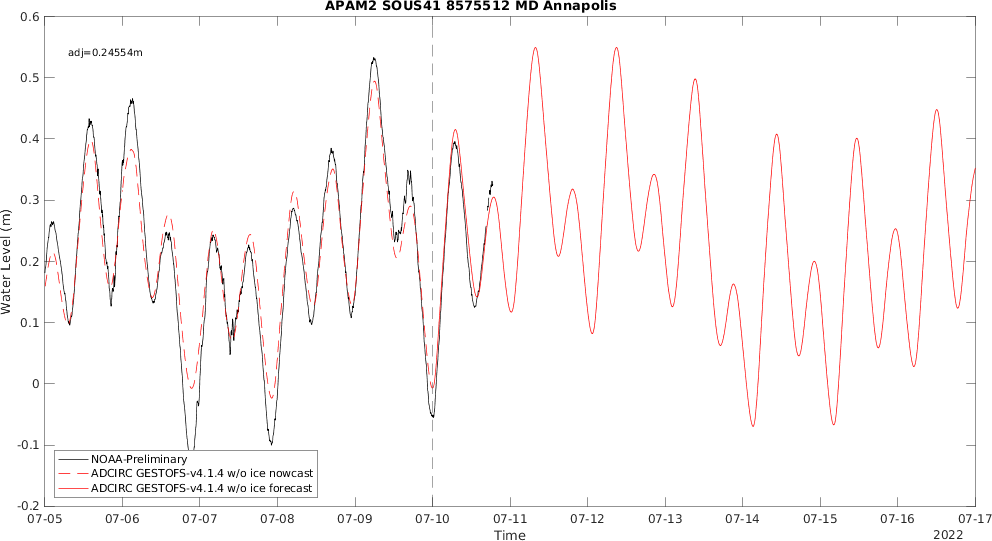 APAM2 SOUS41 8575512 MD Annapolis
adj=0.24554m
0.6
0.5
0.4
0.3
0.2
0.1
0
-0.1
-0.2
Water Level (m)
NOAA-Preliminary
ADCIRC GESTOFS-v4.1.4 w/o ice nowcast
ADCIRC GESTOFS-v4.1.4 w/o ice forecast
07-05 07-06 07-07 07-08 07-09 07-10 07-11 07-12 07-13 07-14 07-15 07-16 07-17
Time
2022